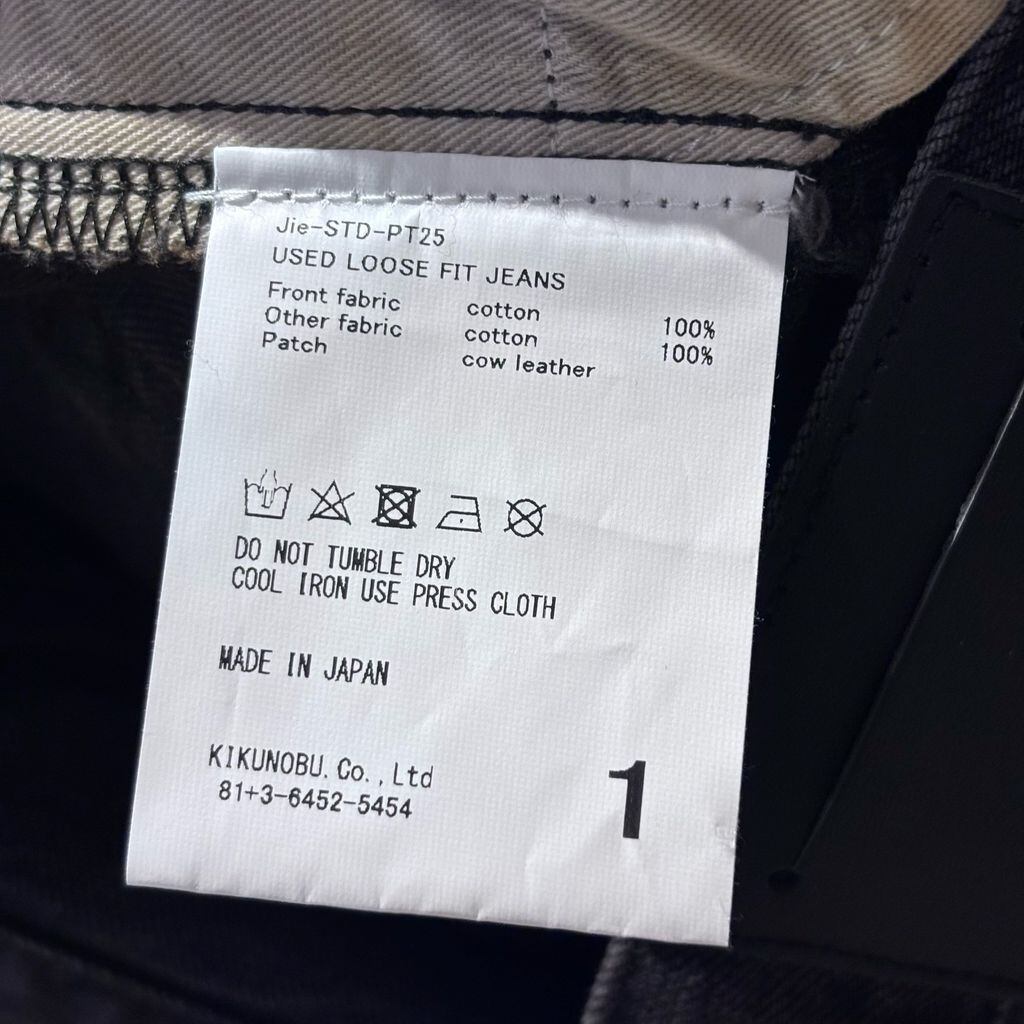 Jie-STD-PT25
USED LOOSE FIT JEANS
Front fabric cotton 100%
Other fabric cotton 100%
Patch cow leather
DO NOT TUMBLE DRY
COOL IRON USE PRESS CLOTH
MADE IN JAPAN
KIKUNOBU. Co., Ltd
81+3-6452-5454
1